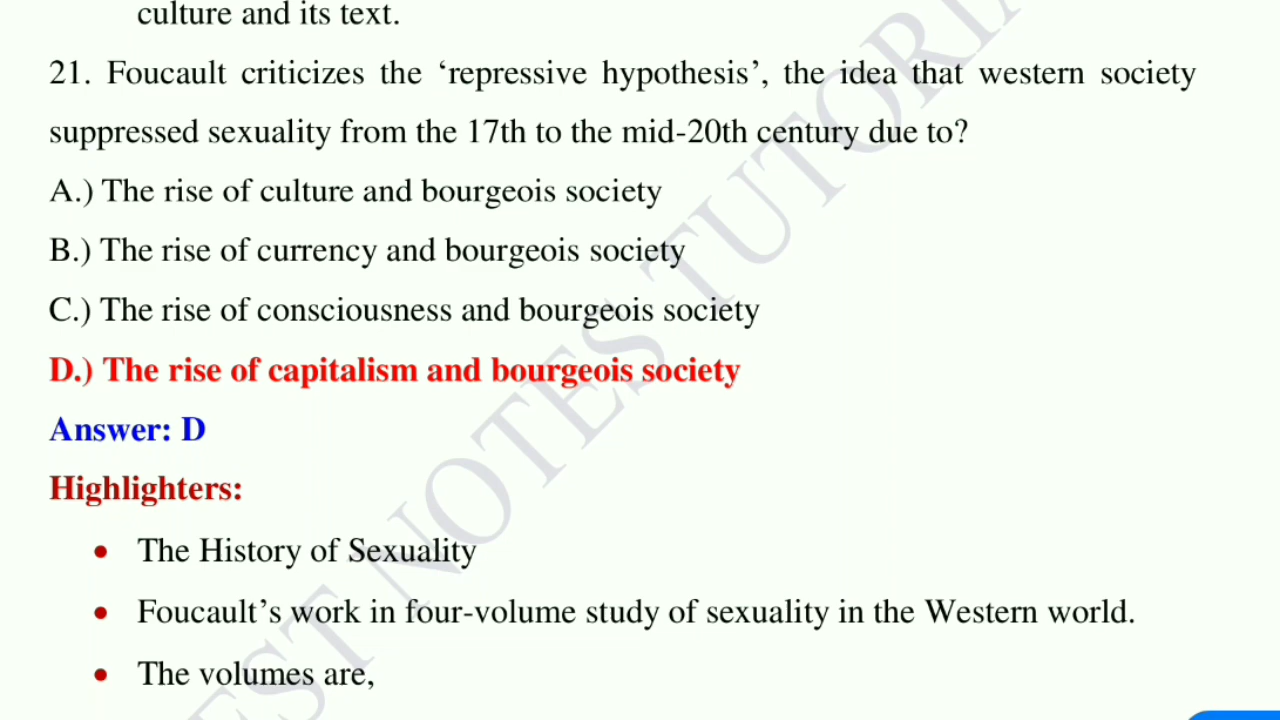 culture and its text.
21. Foucault criticizes the ‘repressive hypothesis’, the idea that western society
suppressed sexuality from the 17th to the mid-20th century due to?
A.) The rise of culture and bourgeois society
B.) The rise of currency and bourgeois society
C.) The rise of consciousness and bourgeois society
D.) The rise of capitalism and bourgeois society
Answer: D
Highlighters:
• The History of Sexuality
• Foucault’s work in four-volume study of sexuality in the Western world.
• The volumes are,
NOTES